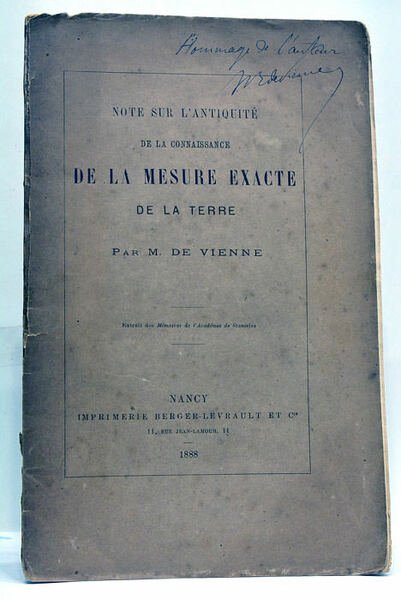 Hommage de l'auteur
NOTE SUR L'ANTIQUITÉ
DE LA CONNAISSANCE
DE LA MESURE EXACTE
DE LA TERRE
PAR M. DE VIENNE
Extrait des Mémoires de l'Académie de Stanislas
NANCY
IMPRIMERIE BERGER-LEVRAULT ET Cie
11, RUE JEAN-LAMOUR, 11
1888